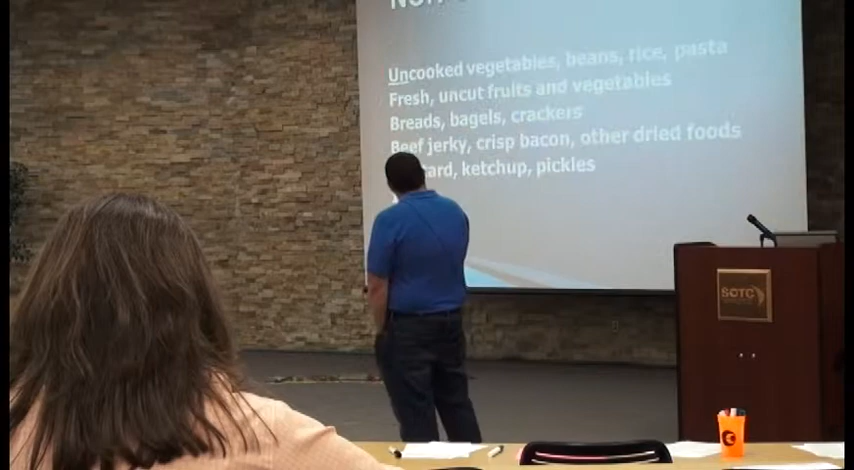 Uncooked vegetables, beans, rice, pasta
Fresh, uncut fruits and vegetables
Breads, bagels, crackers
Beef jerky, crisp bacon, other dried foods
ketchup, pickles
SCTC